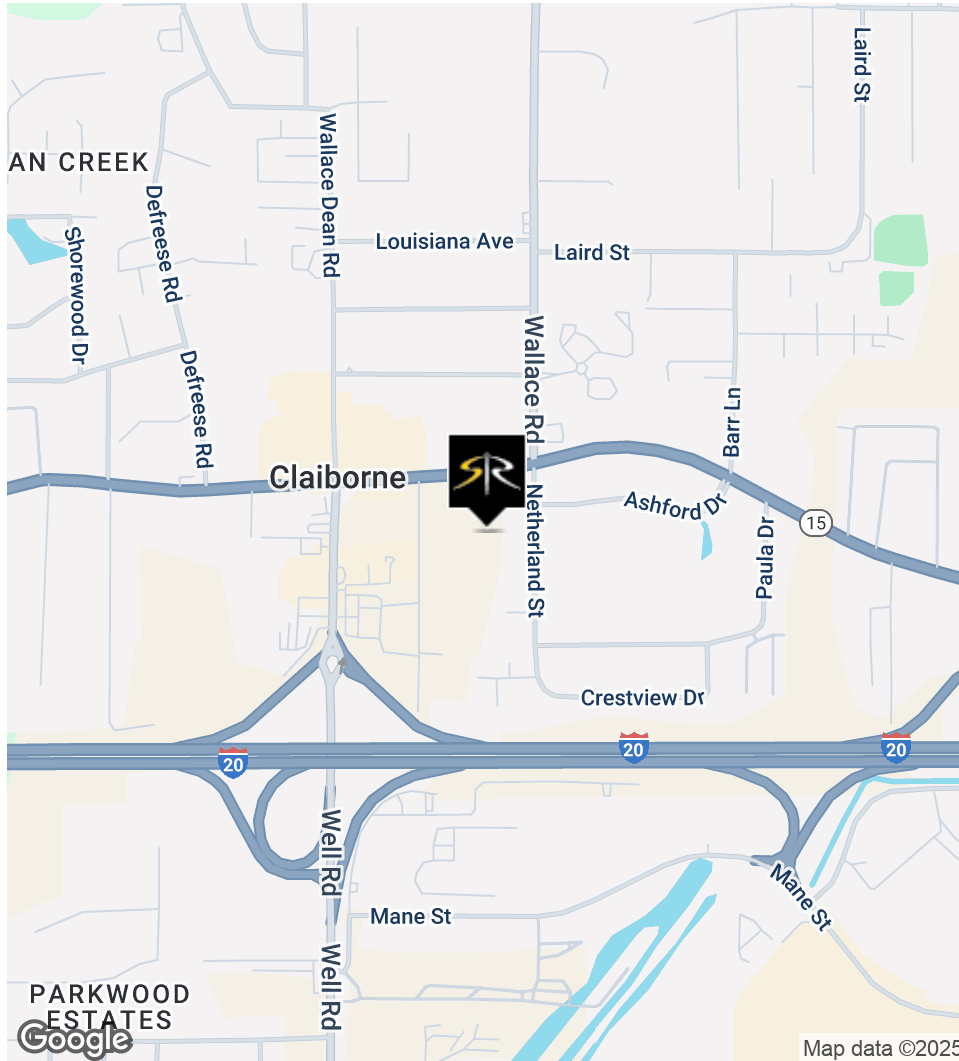 Laird St
Wallace Dean Rd
AN CREEK
Defreese Rd
Shorewood Dr
Louisiana Ave
Laird St
Wallace Rd
Defreese Rd
Barr Ln
SR
Claiborne
Netherland St
Ashford Dr
15
Paula Dr
Crestview Dr
20
20
20
Well Rd
Mane St
Mane St
Well Rd
PARKWOOD
ESTATES
Google
Map data ©2025